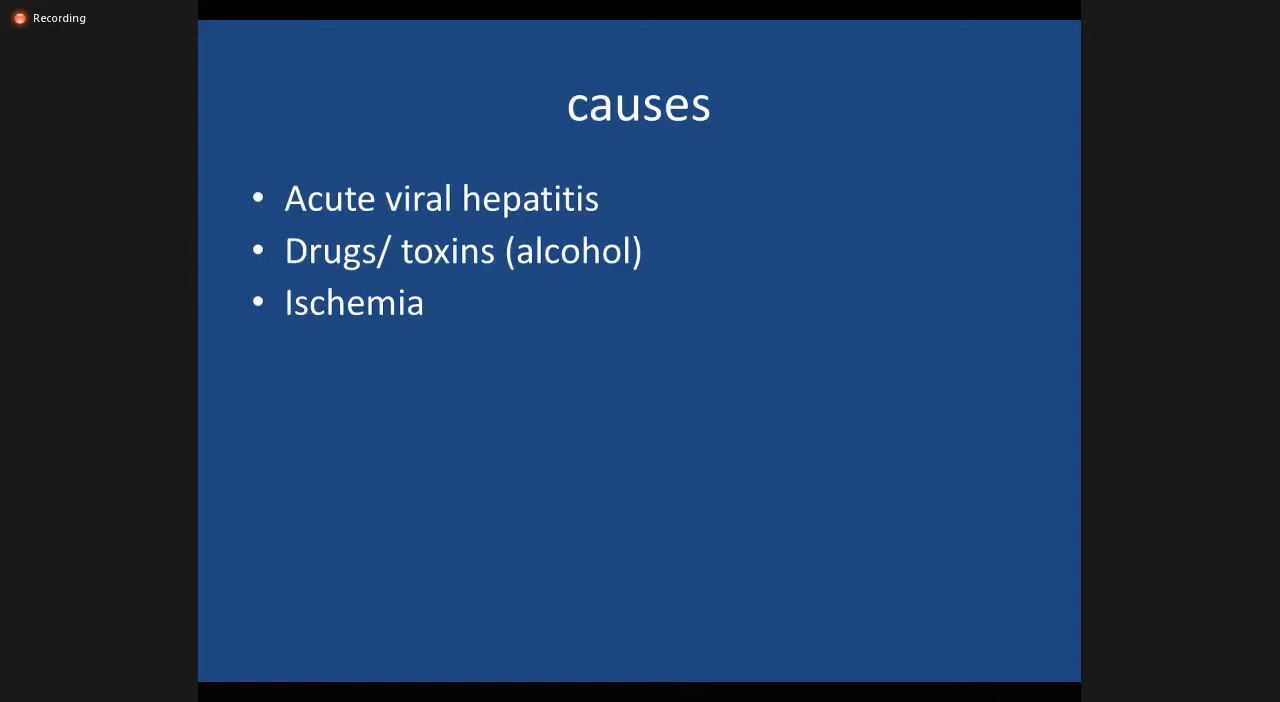 Recording
causes
• Acute viral hepatitis
• Drugs/ toxins (alcohol)
• Ischemia